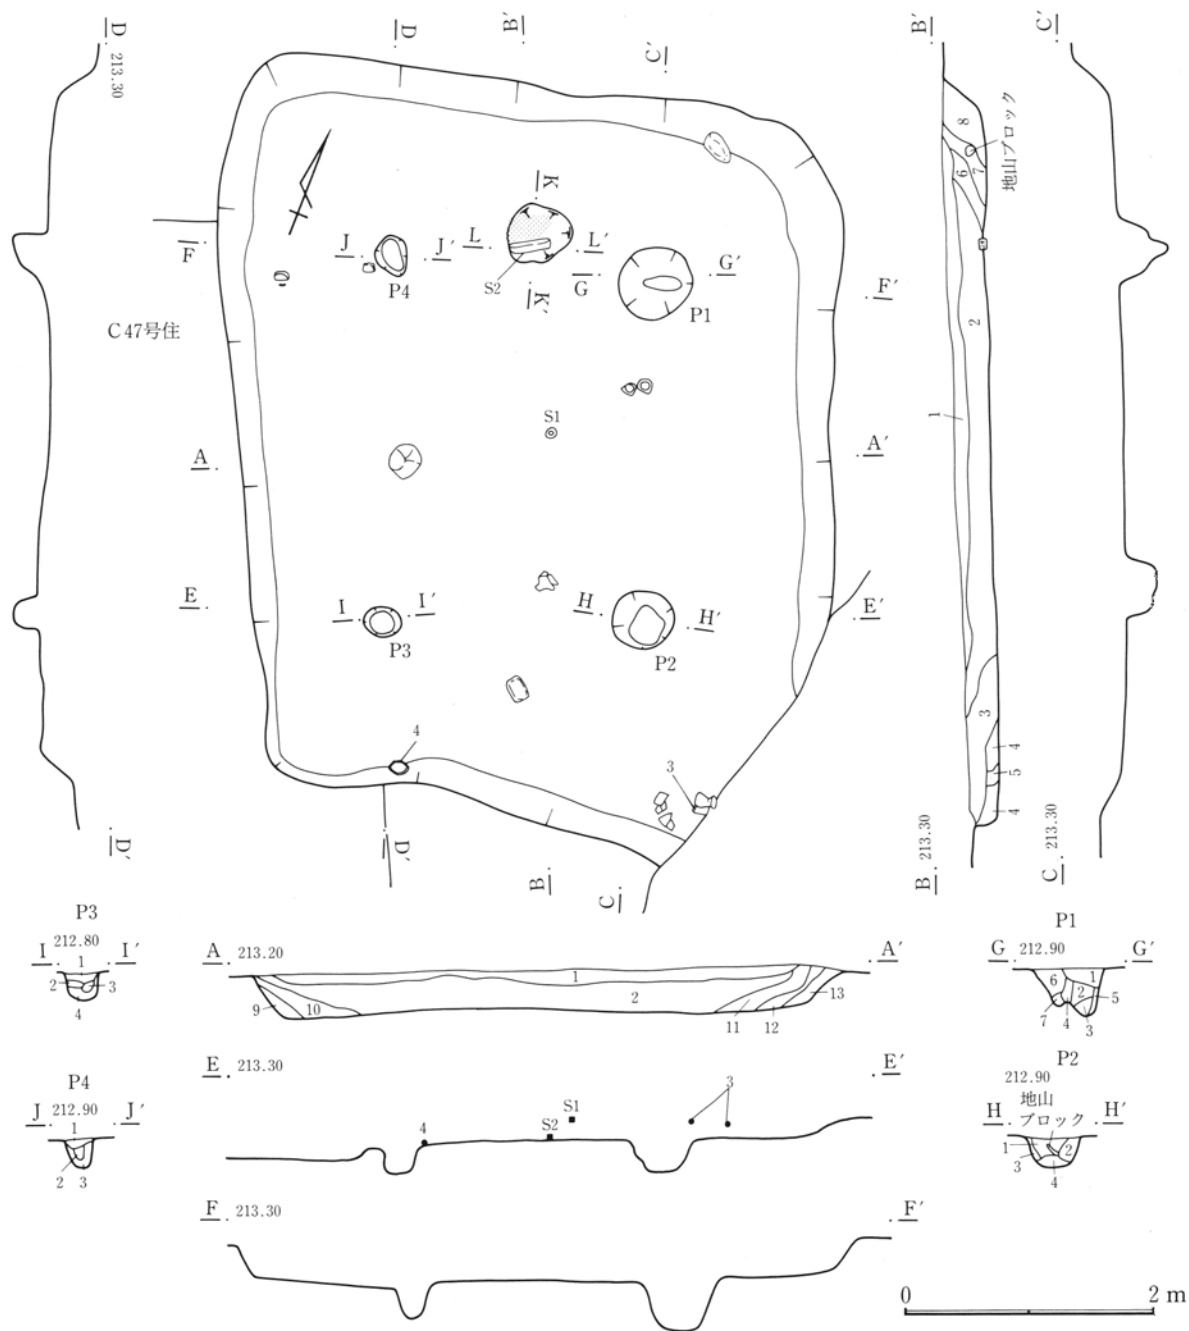 D
213.30
D
B′
C′
B′
C′
K
L
L′
S2
K′
J
J′
P4
G
G′
P1
F
F′
C47号住
S1
A
A′
E
E′
I
I′
P3
H
H′
P2
4
3
D′
D′
B
C
8
地山ブロック
6
7
2
1
3
4
5
4
B
213.30
C
213.30
P3
I
212.80
I′
1
2
3
4
A
213.20
A′
1
2
9
10
11
12
13
P1
G
212.90
G′
6
1
2
5
7
4
3
P4
J
212.90
J′
1
2
3
E
213.30
E′
S1
S2
4
3
P2
212.90
地山
ブロック
H
H′
1
2
3
4
F
213.30
F′
0
2 m